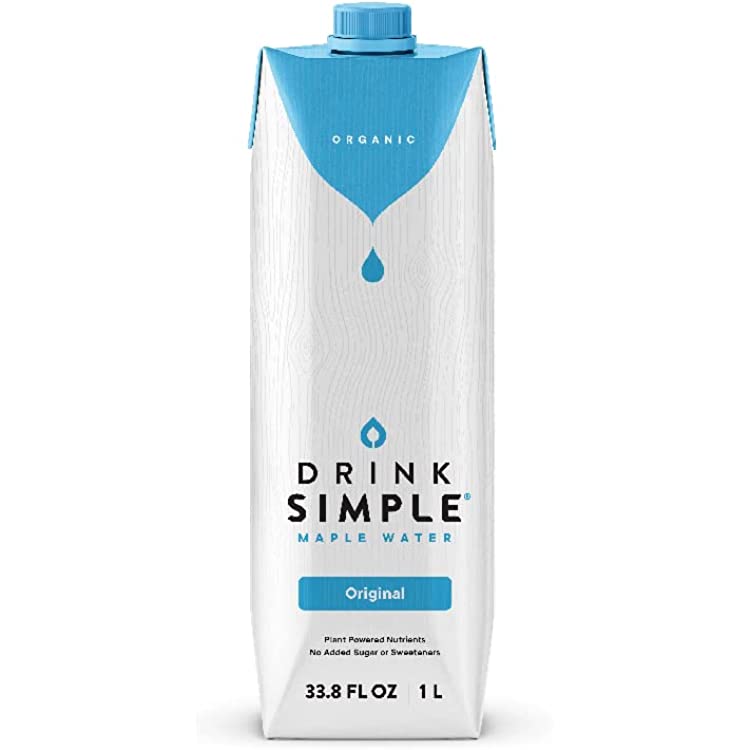 ORGANIC
DRINK
SIMPLE®
MAPLE WATER
Original
Plant Powered Nutrients
No Added Sugar or Sweeteners
33.8 FL OZ | 1 L